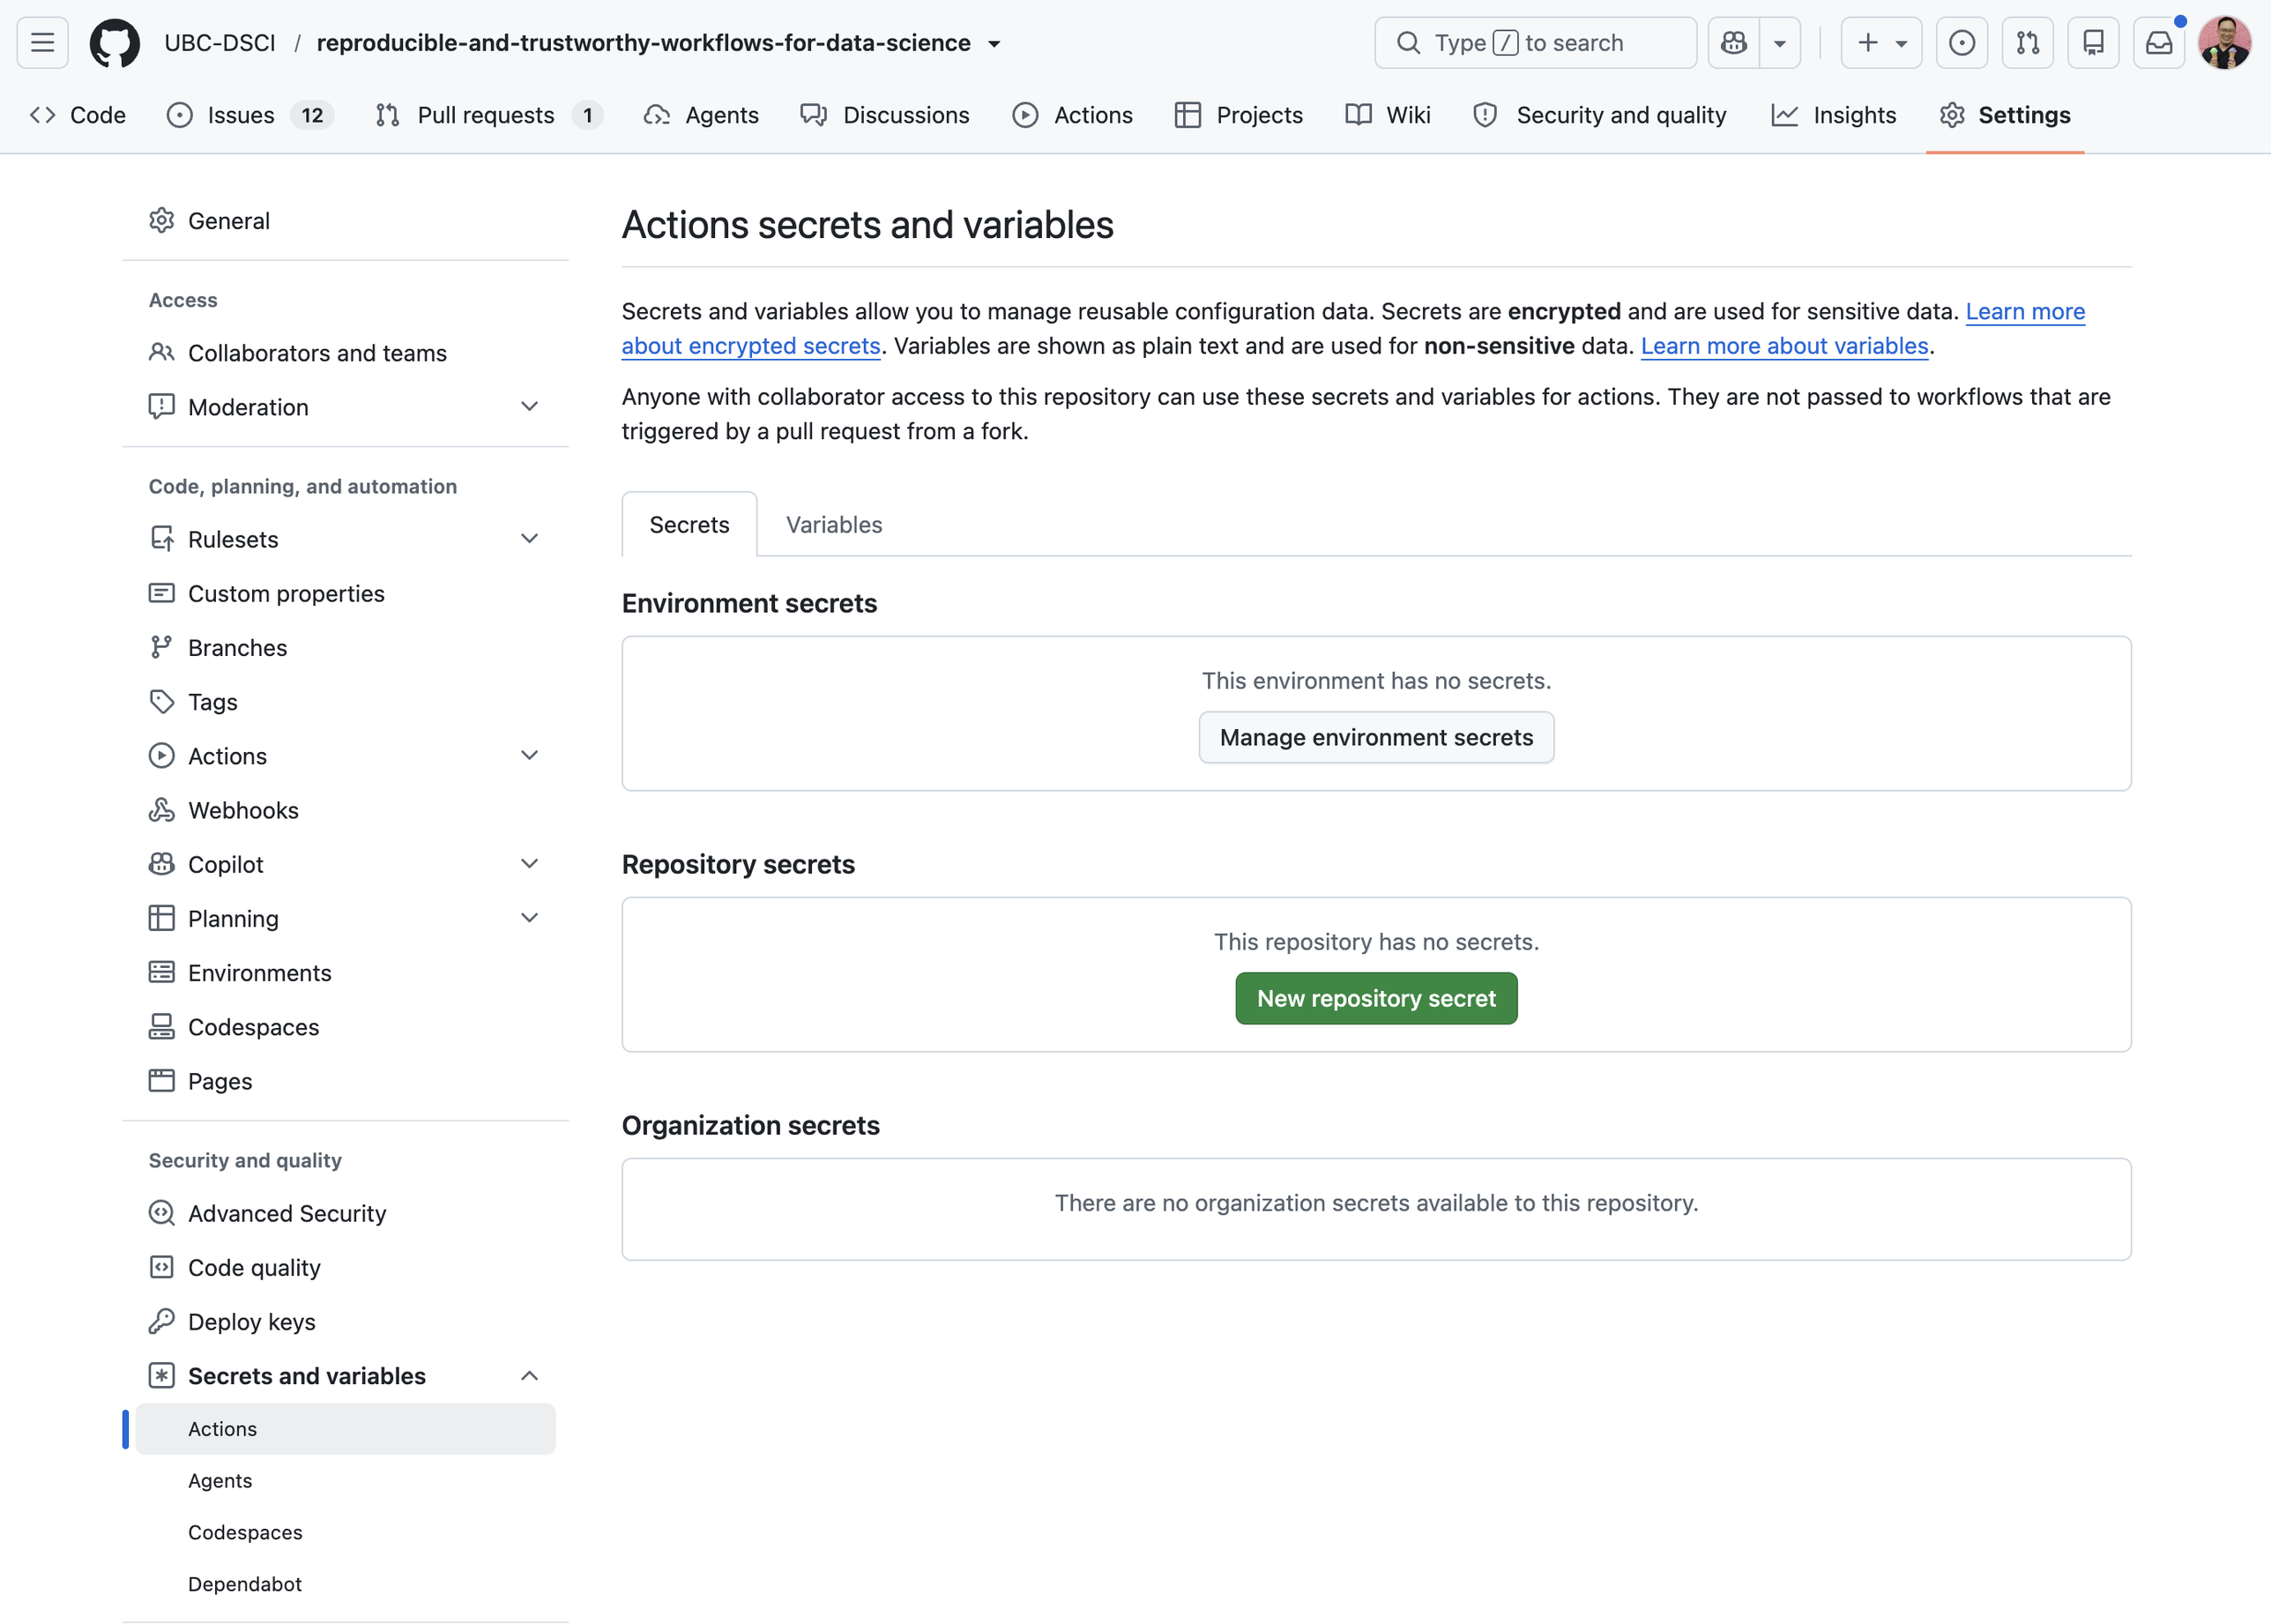 UBC-DSCI / reproducible-and-trustworthy-workflows-for-data-science
Type / to search
Code
Issues 12
Pull requests 1
Agents
Discussions
Actions
Projects
Wiki
Security and quality
Insights
Settings
General
Access
Collaborators and teams
Moderation
Code, planning, and automation
Rulesets
Custom properties
Branches
Tags
Actions
Webhooks
Copilot
Planning
Environments
Codespaces
Pages
Security and quality
Advanced Security
Code quality
Deploy keys
Secrets and variables
Actions
Agents
Codespaces
Dependabot
Actions secrets and variables
Secrets and variables allow you to manage reusable configuration data. Secrets are encrypted and are used for sensitive data. Learn more
about encrypted secrets. Variables are shown as plain text and are used for non-sensitive data. Learn more about variables.
Anyone with collaborator access to this repository can use these secrets and variables for actions. They are not passed to workflows that are
triggered by a pull request from a fork.
Secrets
Variables
Environment secrets
This environment has no secrets.
Manage environment secrets
Repository secrets
This repository has no secrets.
New repository secret
Organization secrets
There are no organization secrets available to this repository.